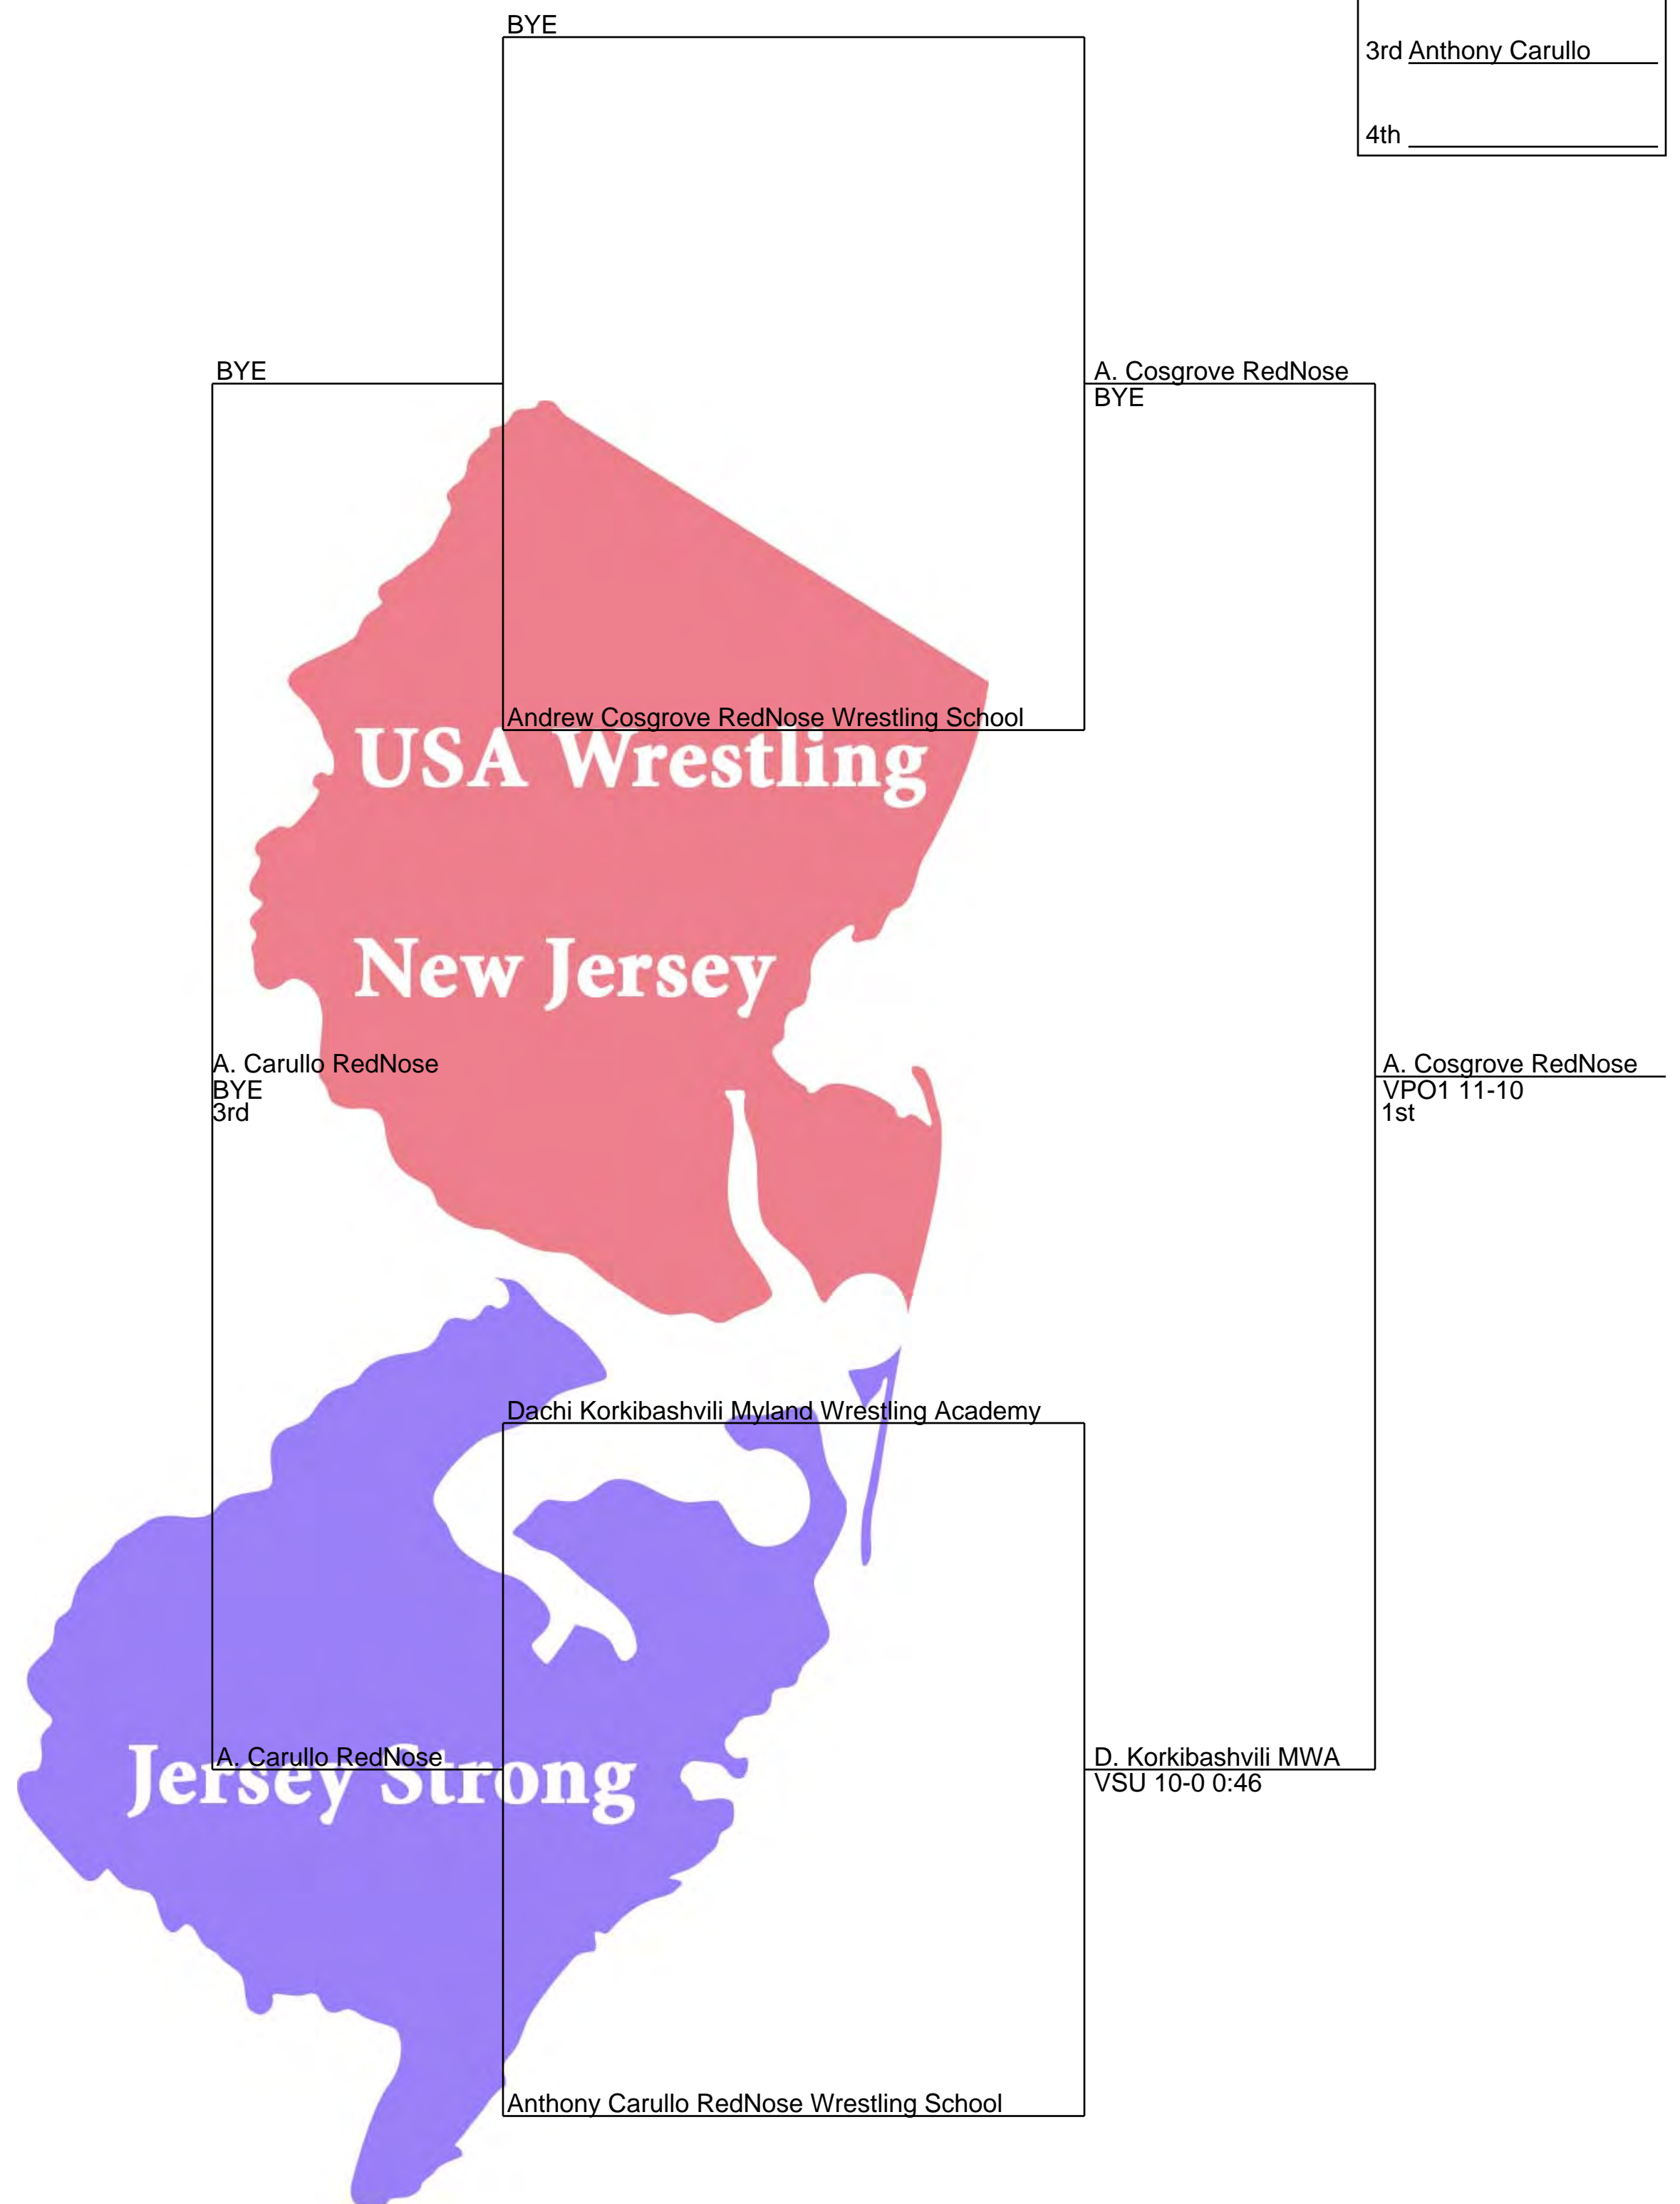 BYE
3rd Anthony Carullo
4th
BYE
A. Cosgrove RedNose
BYE
Andrew Cosgrove RedNose Wrestling School
USA Wrestling
New Jersey
A. Carullo RedNose
BYE
3rd
A. Cosgrove RedNose
VPO1 11-10
1st
Dachi Korkibashvili Myland Wrestling Academy
A. Carullo RedNose
Jersey Strong
D. Korkibashvili MWA
VSU 10-0 0:46
Anthony Carullo RedNose Wrestling School